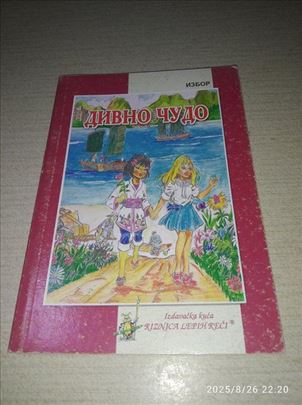 ИЗБОР
ДИВНО ЧУДО
Izdavačka kuća
RIZNICA LEPIH REČI®
2025/8/26 22:20